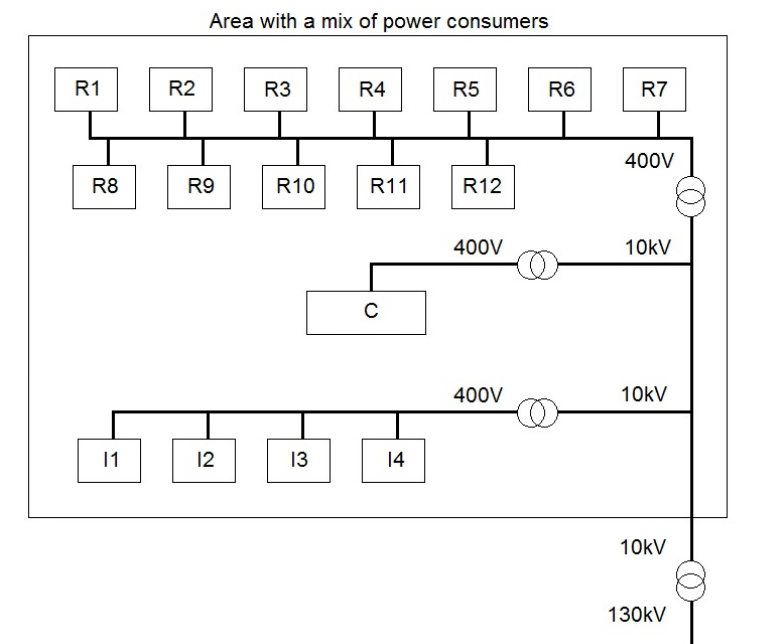 Area with a mix of power consumers
R1 R2 R3 R4 R5 R6 R7
400V
R8 R9 R10 R11 R12
400V 10kV
C
400V 10kV
I1 I2 I3 I4
10kV
130kV